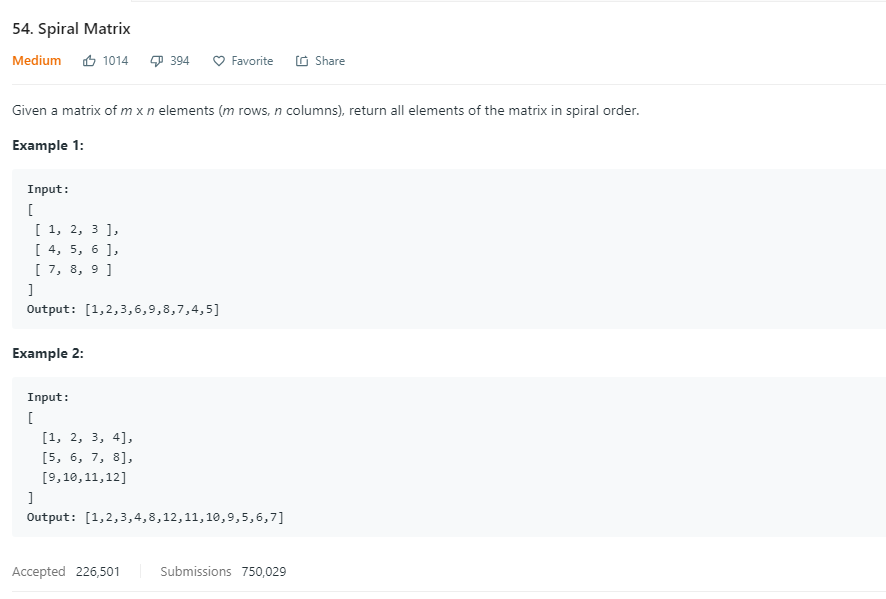 54. Spiral Matrix
Medium 1014 394 Favorite Share
Given a matrix of m x n elements (m rows, n columns), return all elements of the matrix in spiral order.
Example 1:
Input:
[
[ 1, 2, 3 ],
[ 4, 5, 6 ],
[ 7, 8, 9 ]
]
Output: [1,2,3,6,9,8,7,4,5]
Example 2:
Input:
[
[1, 2, 3, 4],
[5, 6, 7, 8],
[9,10,11,12]
]
Output: [1,2,3,4,8,12,11,10,9,5,6,7]
Accepted 226,501 Submissions 750,029